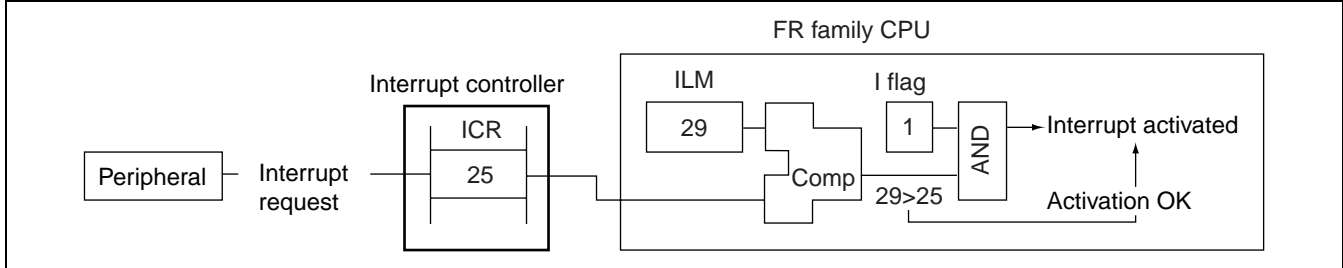 FR family CPU
Interrupt controller
ILM
I flag
ICR
29
1
AND
Interrupt activated
Peripheral
Interrupt
request
25
Comp
29>25
Activation OK